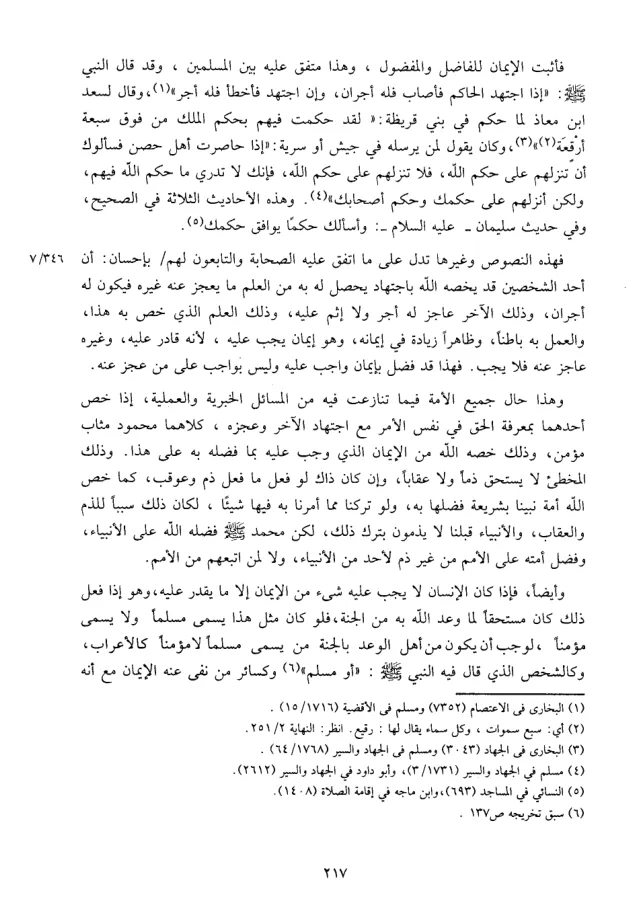 فأثبت الإيمان للفاضل والمفضول ، وهذا متفق عليه بين المسلمين ، وقد قال النبي
ﷺ: «إذا اجتهد الحاكم فأصاب فله أجران، وإن اجتهد فأخطأ فله أجر»(١)،وقال لسعد
ابن معاذ لما حكم في بني قريظة:« لقد حكمت فيهم بحكم الملك من فوق سبعة
أرْقِعَة(٢)»(٣)،وكان يقول لمن يرسله في جيش أو سرية:«إذا حاصرت أهل حصن فسألوك
أن تنزلهم على حكم الله، فلا تنزلهم على حكم الله، فإنك لا تدري ما حكم الله فيهم،
ولكن أنزلهم على حكمك وحكم أصحابك»(٤). وهذه الأحاديث الثلاثة في الصحيح،
وفي حديث سليمان ـ عليه السلام ـ: وأسألك حكمًا يوافق حكمك(٥).
فهذه النصوص وغيرها تدل على ما اتفق عليه الصحابة والتابعون لهم/ بإحسان: أن ٧/٣٤٦
أحد الشخصين قد يخصه الله باجتهاد يحصل له به من العلم ما يعجز عنه غيره فيكون له
أجران، وذلك الآخر عاجز له أجر ولا إثم عليه، وذلك العلم الذي خص به هذا،
والعمل به باطناً، وظاهراً زيادة في إيمانه، وهو إيمان يجب عليه ، لأنه قادر عليه، وغيره
عاجز عنه فلا يجب. فهذا قد فضل بإيمان واجب عليه وليس بواجب على من عجز عنه.
وهذا حال جميع الأمة فيما تنازعت فيه من المسائل الخبرية والعملية، إذا خص
أحدهما بمعرفة الحق في نفس الأمر مع اجتهاد الآخر وعجزه ، كلاهما محمود مثاب
مؤمن، وذلك خصه الله من الإيمان الذي وجب عليه بما فضله به على هذا. وذلك
المخطئ لا يستحق ذماً ولا عقاباً، وإن كان ذاك لو فعل ما فعل ذم وعوقب، كما خص
الله أمة نبينا بشريعة فضلها به، ولو تركنا مما أمرنا به فيها شيئًا ، لكان ذلك سبباً للذم
والعقاب، والأنبياء قبلنا لا يذمون بترك ذلك، لكن محمد ﷺ فضله الله على الأنبياء،
وفضل أمته على الأمم من غير ذم لأحد من الأنبياء، ولا لمن اتبعهم من الأمم.
وأيضاً، فإذا كان الإنسان لا يجب عليه شىء من الإيمان إلا ما يقدر عليه،وهو إذا فعل
ذلك كان مستحقاً لما وعد الله به من الجنة،فلو كان مثل هذا يسمى مسلماً ولا يسمى
مؤمناً ،لوجب أن يكون من أهل الوعد بالجنة من يسمى مسلماً لا مؤمناً كالأعراب،
وكالشخص الذي قال فيه النبي ﷺ : «أو مسلم»(٦) وكسائر من نفى عنه الإيمان مع أنه
(١) البخارى فى الاعتصام (٧٣٥٢) ومسلم فى الأقضية (١٥/١٧١٦) .
(٢) أي: سبع سموات ، وكل سماء يقال لها : رقيع. انظر: النهاية ٢٥١/٢.
(٣) البخارى فى الجهاد (٣٠٤٣) ومسلم فى الجهاد والسير (٦٤/١٧٦٨) .
(٤) مسلم في الجهاد والسير (٣/١٧٣١)، وأبو داود في الجهاد والسير (٢٦١٢).
(٥) النسائي في المساجد (٦٩٣)،وابن ماجه في إقامة الصلاة (١٤٠٨).
(٦) سبق تخريجه ص١٣٧ .
٢١٧